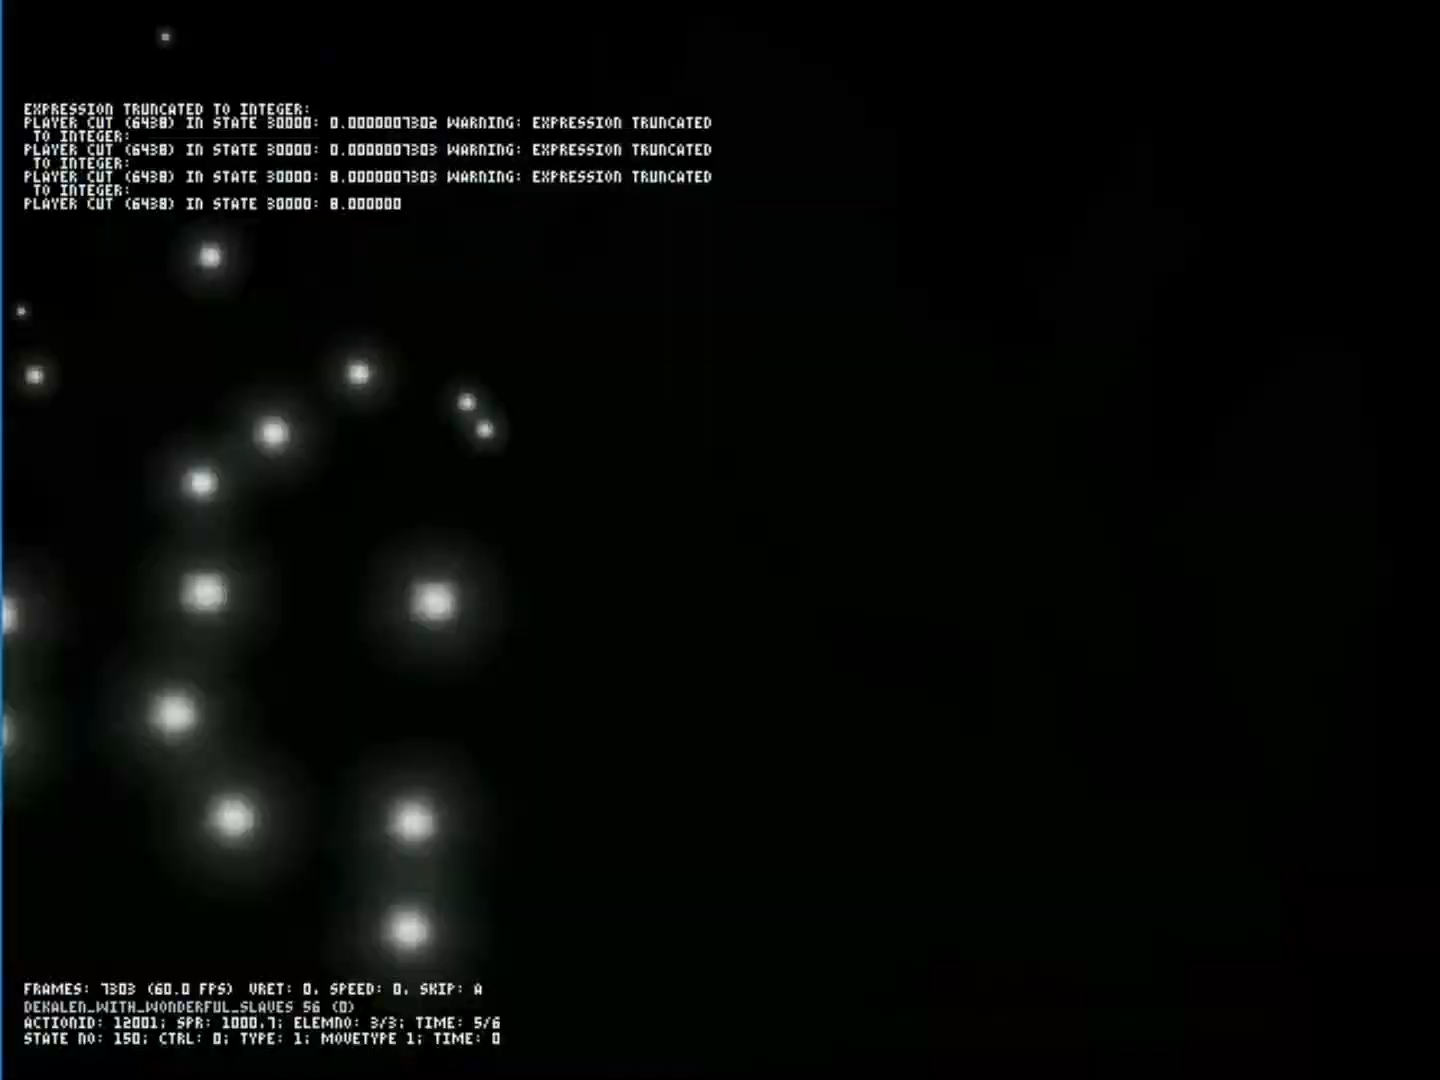 EXPRESSION TRUNCATED TO INTEGER:
PLAYER CUT (6438) IN STATE 30000: 0.0000007302 WARNING: EXPRESSION TRUNCATED
TO INTEGER:
PLAYER CUT (6438) IN STATE 30000: 0.0000007303 WARNING: EXPRESSION TRUNCATED
TO INTEGER:
PLAYER CUT (6438) IN STATE 30000: 8.0000007303 WARNING: EXPRESSION TRUNCATED
TO INTEGER:
PLAYER CUT (6438) IN STATE 30000: 8.000000
FRAMES: 7303 (60.0 FPS) VRET: 0. SPEED: 0. SKIP: A
DEKALEN_WITH_WONDERFUL_SLAVES 56 (0)
ACTIONID: 12001; SPR: 1000,7; ELEMNO: 3/3; TIME: 5/6
STATE NO: 150; CTRL: 0; TYPE: 1; MOVETYPE 1; TIME: 0